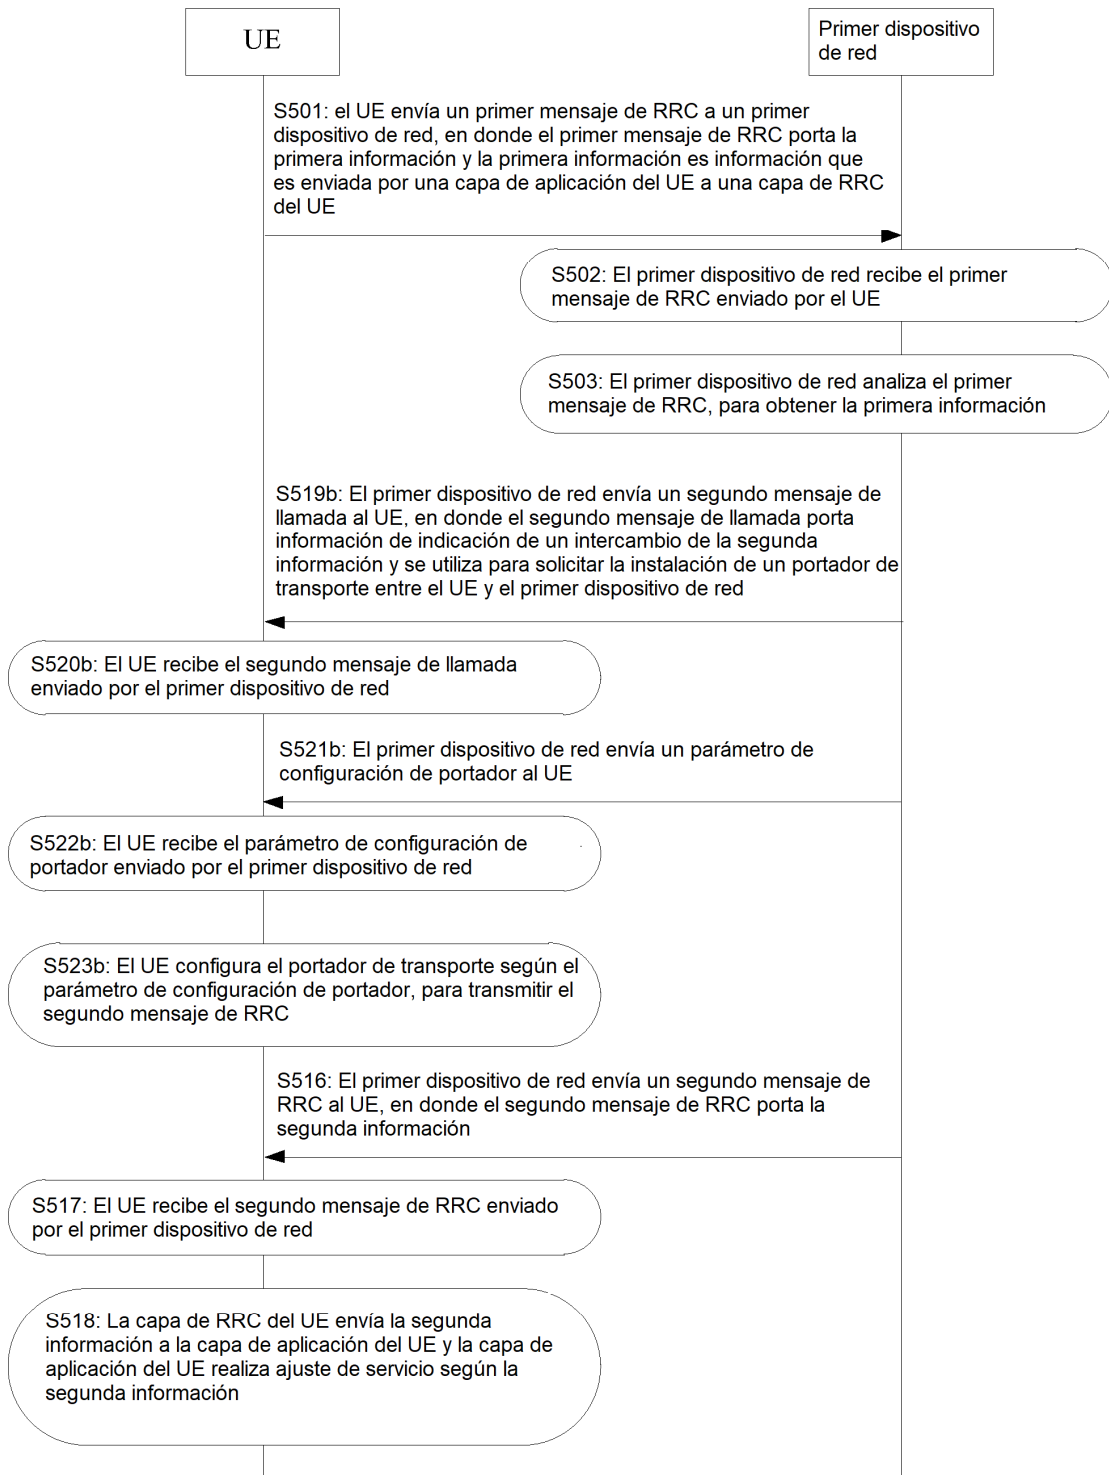 UE
Primer dispositivo
de red
S501: el UE envía un primer mensaje de RRC a un primer
dispositivo de red, en donde el primer mensaje de RRC porta la
primera información y la primera información es información que
es enviada por una capa de aplicación del UE a una capa de RRC
del UE
S502: El primer dispositivo de red recibe el primer
mensaje de RRC enviado por el UE
S503: El primer dispositivo de red analiza el primer
mensaje de RRC, para obtener la primera información
S519b: El primer dispositivo de red envía un segundo mensaje de
llamada al UE, en donde el segundo mensaje de llamada porta
información de indicación de un intercambio de la segunda
información y se utiliza para solicitar la instalación de un portador de
transporte entre el UE y el primer dispositivo de red
S520b: El UE recibe el segundo mensaje de llamada
enviado por el primer dispositivo de red
S521b: El primer dispositivo de red envía un parámetro de
configuración de portador al UE
S522b: El UE recibe el parámetro de configuración de
portador enviado por el primer dispositivo de red
S523b: El UE configura el portador de transporte según el
parámetro de configuración de portador, para transmitir el
segundo mensaje de RRC
S516: El primer dispositivo de red envía un segundo mensaje de
RRC al UE, en donde el segundo mensaje de RRC porta la
segunda información
S517: El UE recibe el segundo mensaje de RRC enviado
por el primer dispositivo de red
S518: La capa de RRC del UE envía la segunda
información a la capa de aplicación del UE y la capa de
aplicación del UE realiza ajuste de servicio según la
segunda información